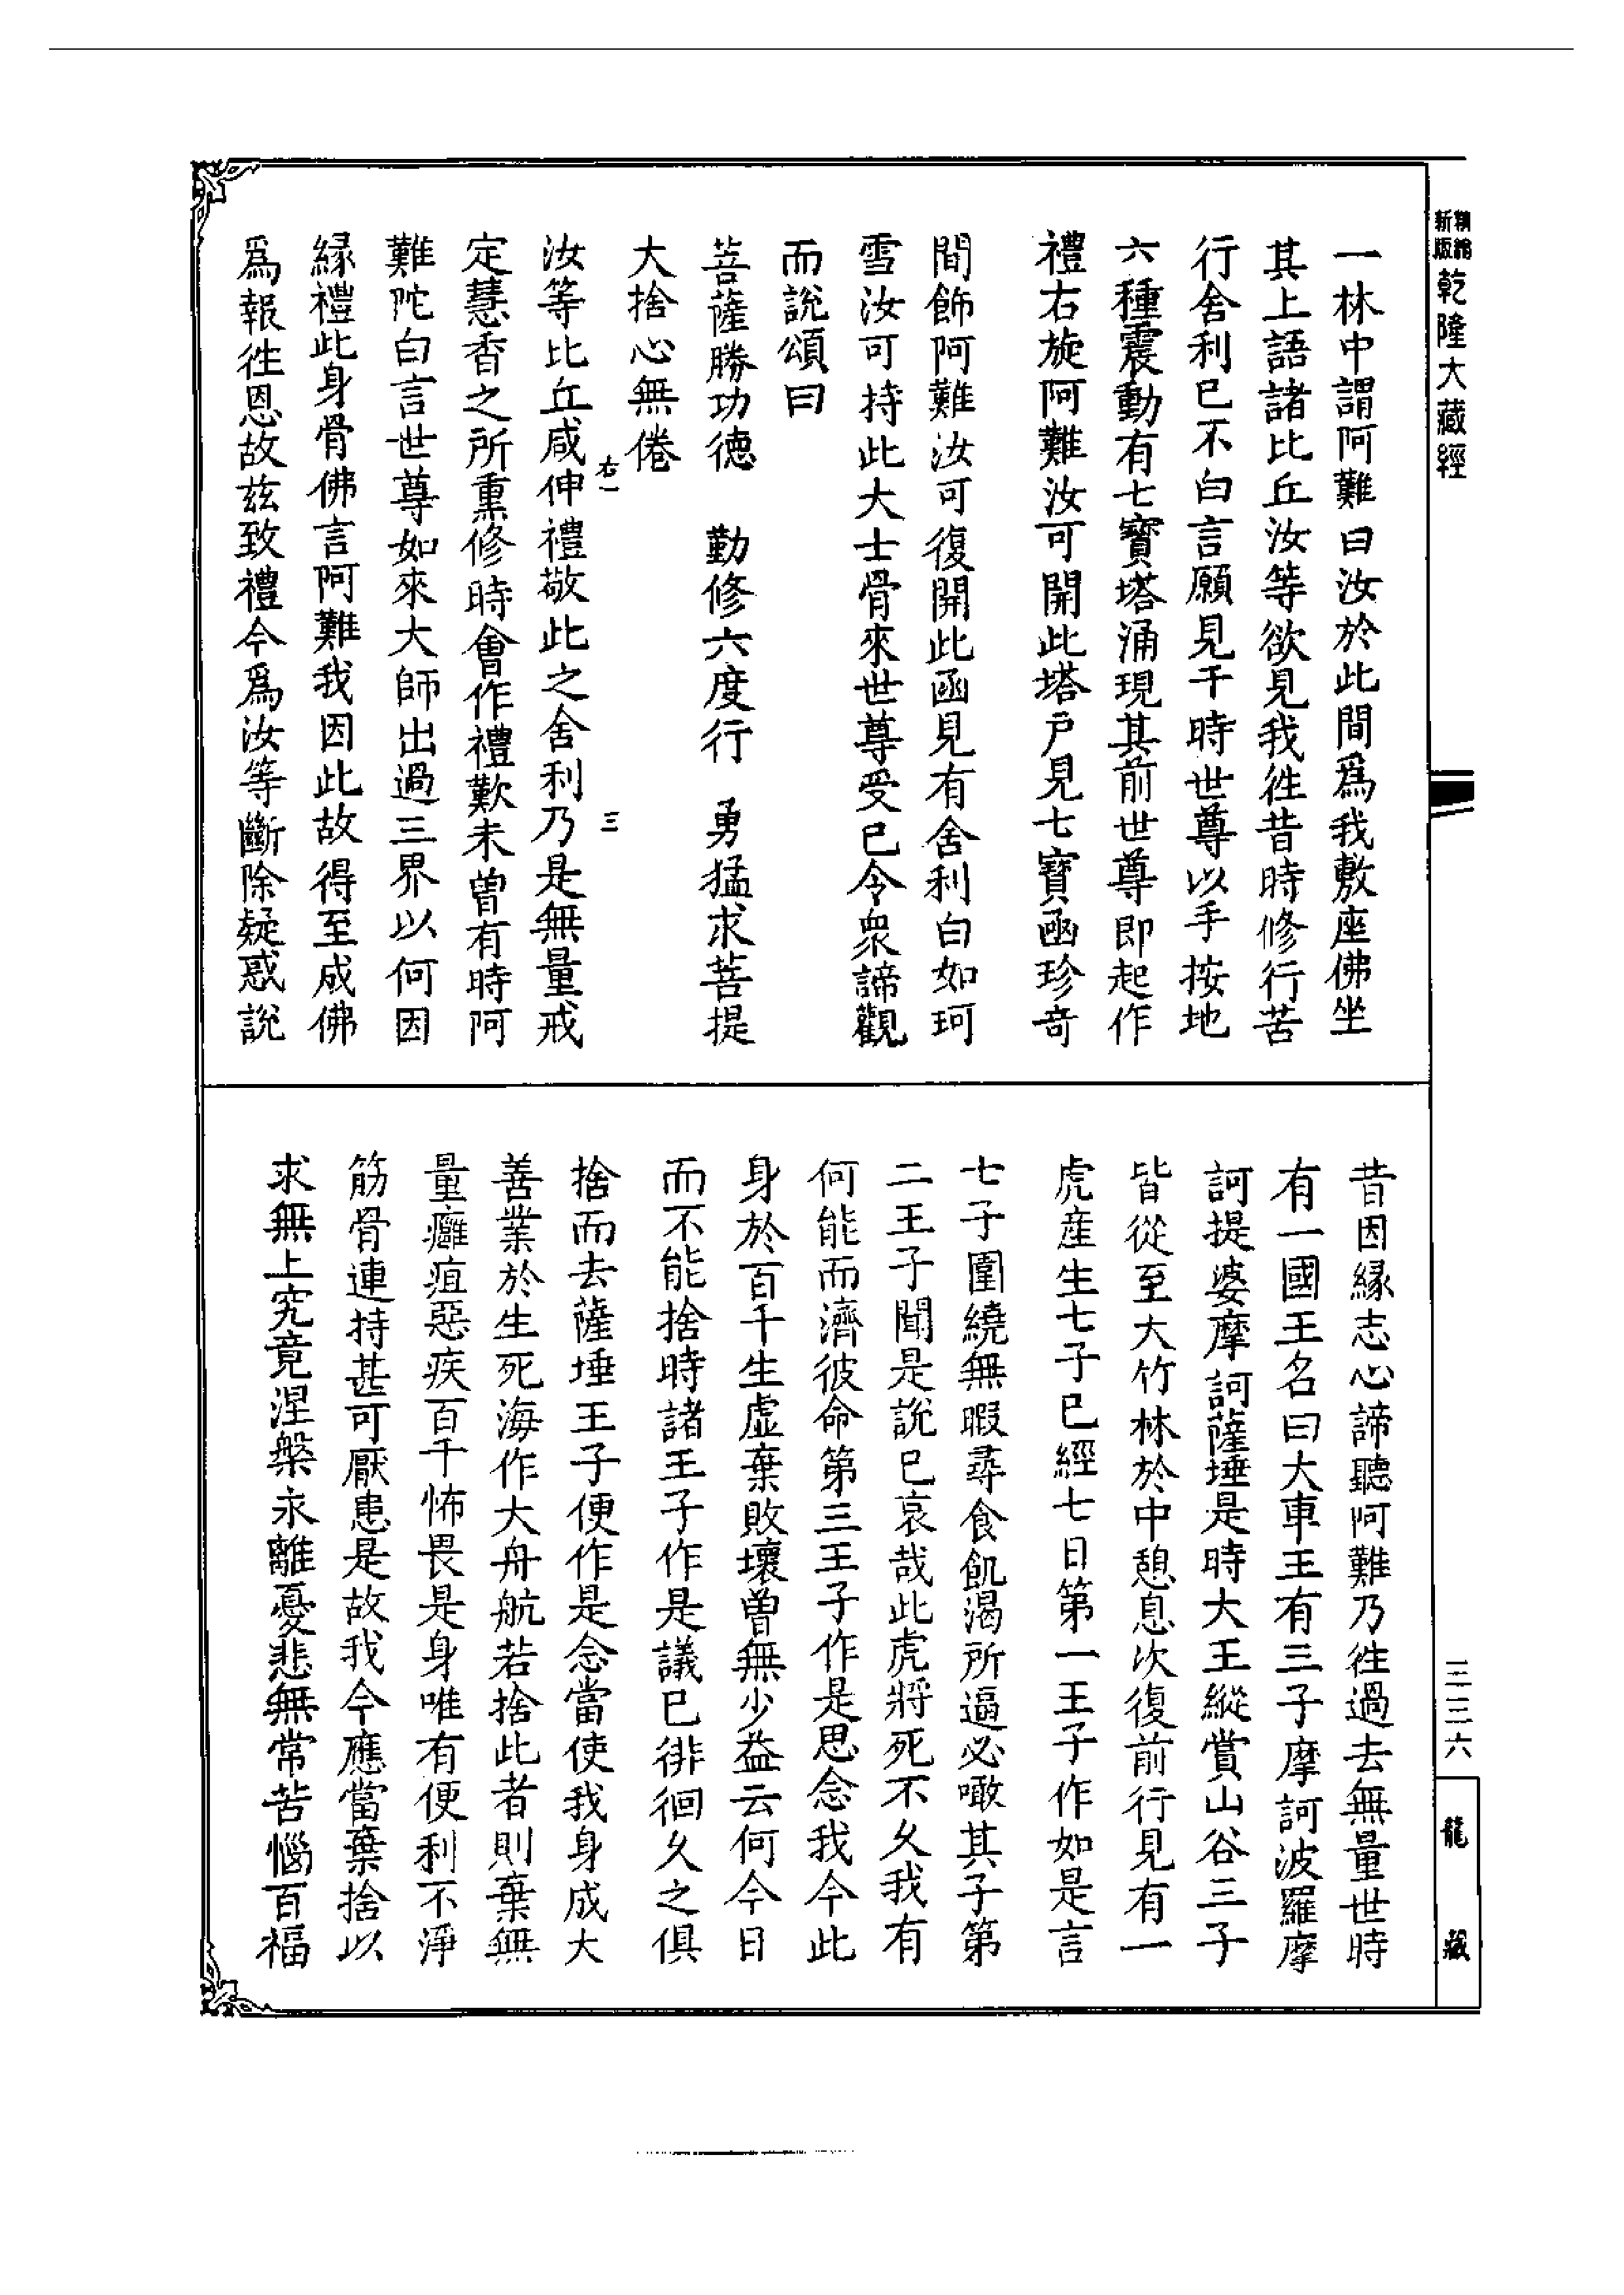 精縮新版乾隆大藏經
一林中謂阿難曰汝於此間爲我敷座佛坐
其上語諸比丘汝等欲見我徃昔時修行苦
行舍利已不白言願見千時世尊以手按地
六種震動有七寶塔涌現其前世尊即起作
禮右旋阿難汝可開此塔戸見七寶函珍奇
間飾阿難汝可復開此函見有舍利白如珂
雪汝可持此大士骨來世尊受已令衆諦觀
而說頌曰
菩薩勝功德 勤修六度行 勇猛求菩提
大捨心無倦
右一 三
汝等比丘咸伸禮敬此之舍利乃是無量戒
定慧香之所熏修時會作禮歎未曾有時阿
難陀白言世尊如來大師出過三界以何因
緣禮此身骨佛言阿難我因此故得至成佛
爲報徃恩故茲致禮今爲汝等斷除疑惑說
昔因緣志心諦聽阿難乃徃過去無量世時
有一國王名曰大車王有三子摩訶波羅摩
訶提婆摩訶薩埵是時大王縱賞山谷三子
皆從至大竹林於中憩息次復前行見有一
虎產生七子已經七日第一王子作如是言
七子圍繞無暇尋食飢渴所逼必噉其子第
二王子聞是說已哀哉此虎將死不久我有
何能而濟彼命第三王子作是思念我今此
身於百千生虛棄敗壞曾無少益云何今日
而不能捨時諸王子作是議已徘徊久之俱
捨而去薩埵王子便作是念當使我身成大
善業於生死海作大舟航若捨此者則棄無
量癰疽惡疾百千怖畏是身唯有便利不淨
筋骨連持甚可厭患是故我今應當棄捨以
求無上究竟涅槃永離憂悲無常苦惱百福
三三六
龍藏